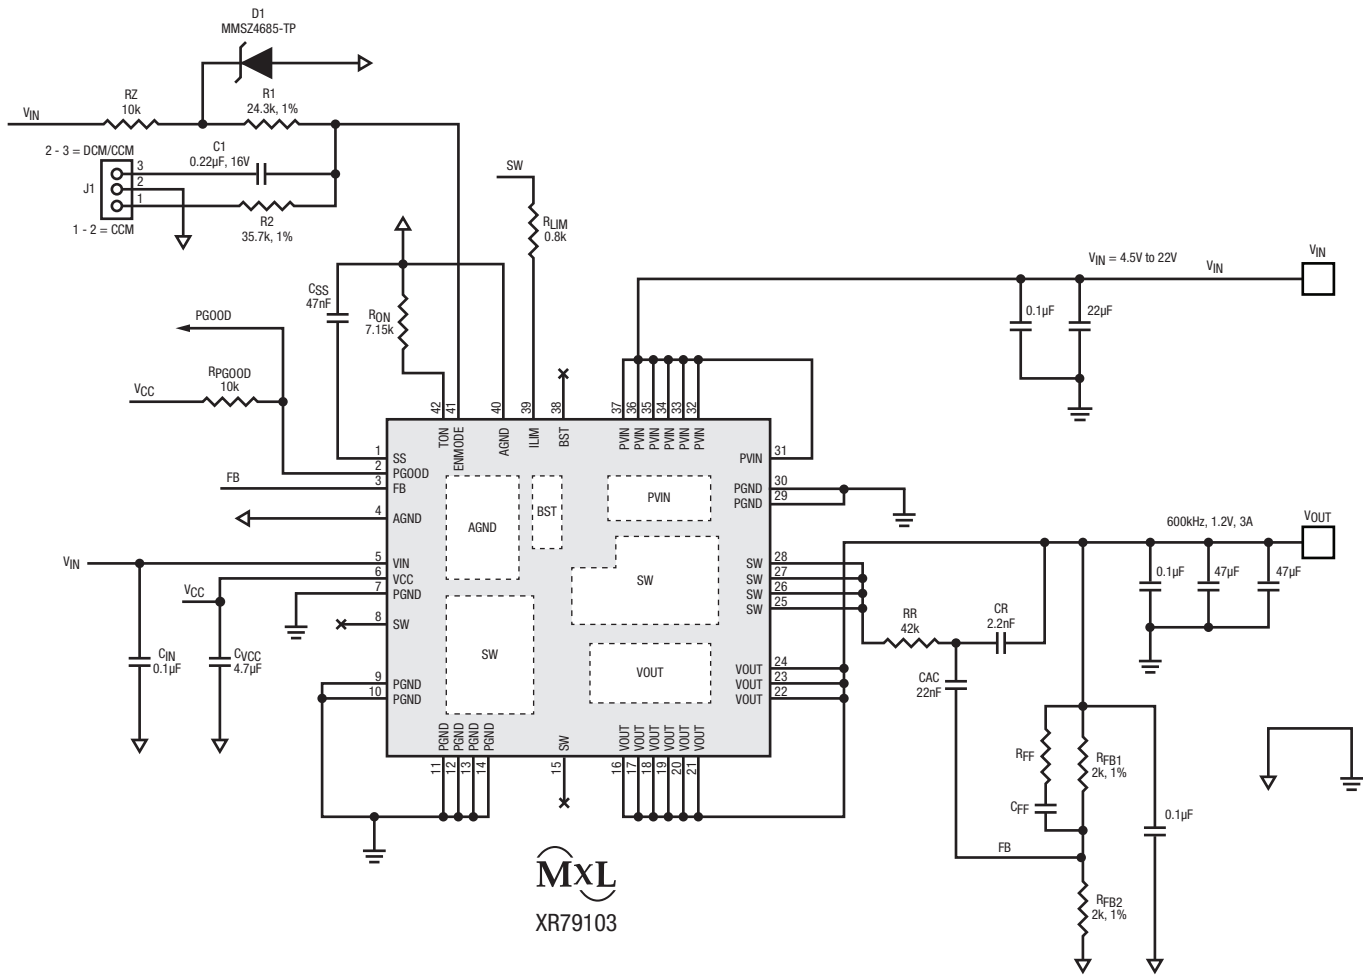 D1
MMSZ4685-TP
RZ
10k
R1
24.3k, 1%
VIN
C1
0.22µF, 16V
2 - 3 = DCM/CCM
3
2
1
J1
1 - 2 = CCM
R2
35.7k, 1%
SW
RLIM
0.8k
CSS
47nF
RON
7.15k
PGOOD
RPGOOD
10k
VCC
VIN = 4.5V to 22V
VIN
VIN
0.1µF
22µF
42
41
40
39
38
37
36
35
34
33
32
TON
ENMODE
AGND
ILIM
BST
PVIN
PVIN
PVIN
PVIN
PVIN
PVIN
1
SS
2
PGOOD
FB
3
FB
4
AGND
VIN
5
VIN
6
VCC
VCC
7
PGND
8
SW
9
PGND
10
PGND
CIN
0.1µF
CVCC
4.7µF
AGND
BST
PVIN
SW
SW
VOUT
PVIN
31
PGND
30
PGND
29
SW
28
SW
27
SW
26
SW
25
VOUT
24
VOUT
23
VOUT
22
PGND
PGND
PGND
PGND
SW
VOUT
VOUT
VOUT
VOUT
VOUT
VOUT
11
12
13
14
15
16
17
18
19
20
21
600kHz, 1.2V, 3A
VOUT
0.1µF
47µF
47µF
RR
42k
CR
2.2nF
CAC
22nF
RFF
RFB1
2k, 1%
CFF
0.1µF
FB
RFB2
2k, 1%
MXL
XR79103